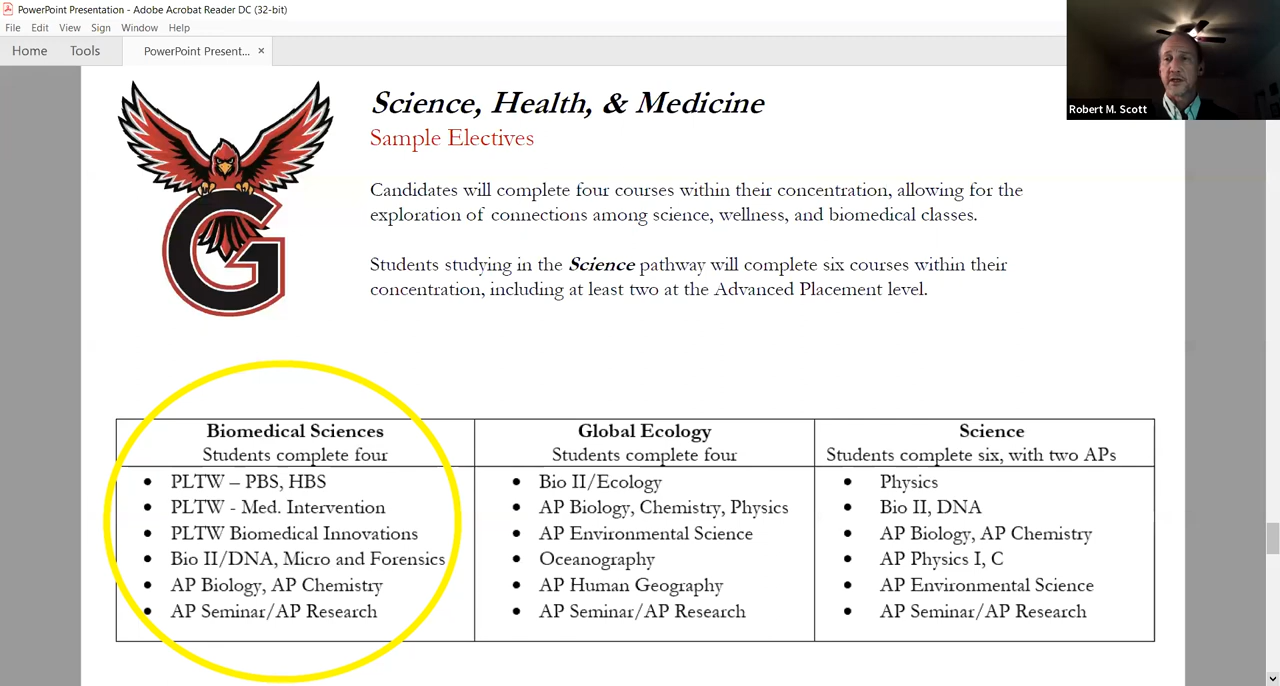 PowerPoint Presentation - Adobe Acrobat Reader DC (32-bit)
File Edit View Sign Window Help
Home Tools PowerPoint Present... ×
Robert M. Scott
G
Science, Health, & Medicine
Sample Electives
Candidates will complete four courses within their concentration, allowing for the
exploration of connections among science, wellness, and biomedical classes.
Students studying in the Science pathway will complete six courses within their
concentration, including at least two at the Advanced Placement level.
Biomedical Sciences
Students complete four
• PLTW – PBS, HBS
• PLTW - Med. Intervention
• PLTW Biomedical Innovations
• Bio II/DNA, Micro and Forensics
• AP Biology, AP Chemistry
• AP Seminar/AP Research
Global Ecology
Students complete four
• Bio II/Ecology
• AP Biology, Chemistry, Physics
• AP Environmental Science
• Oceanography
• AP Human Geography
• AP Seminar/AP Research
Science
Students complete six, with two APs
• Physics
• Bio II, DNA
• AP Biology, AP Chemistry
• AP Physics I, C
• AP Environmental Science
• AP Seminar/AP Research